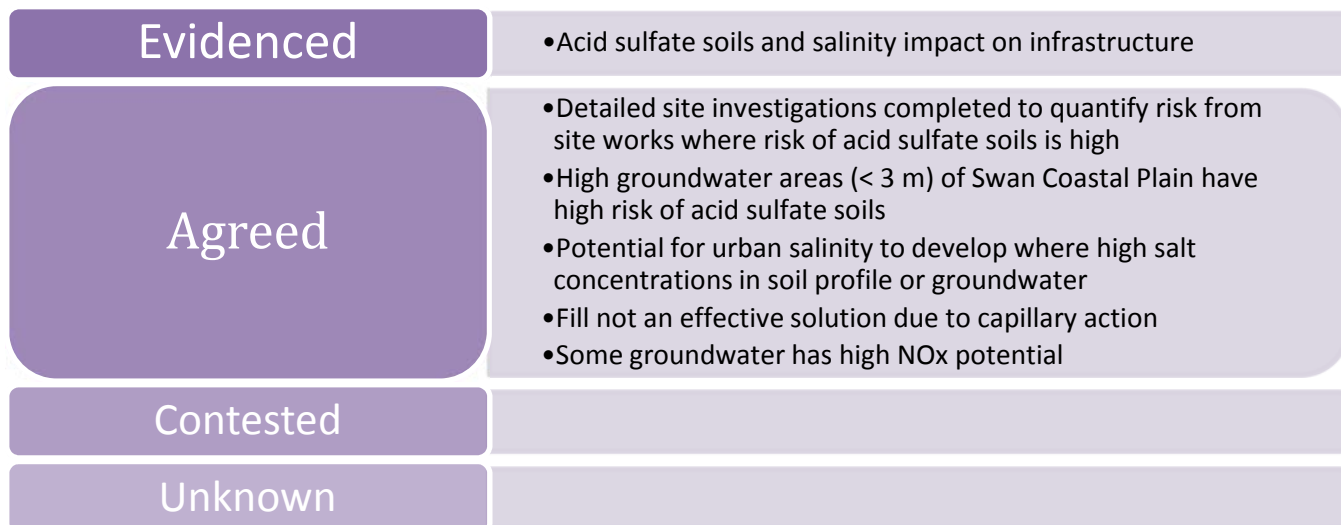 Evidenced
•Acid sulfate soils and salinity impact on infrastructure
Agreed
•Detailed site investigations completed to quantify risk from
site works where risk of acid sulfate soils is high
•High groundwater areas (< 3 m) of Swan Coastal Plain have
high risk of acid sulfate soils
•Potential for urban salinity to develop where high salt
concentrations in soil profile or groundwater
•Fill not an effective solution due to capillary action
•Some groundwater has high NOx potential
Contested
Unknown